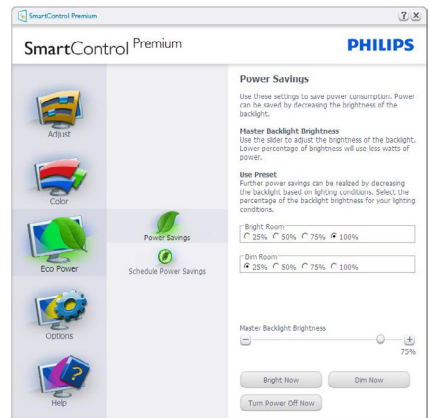 SmartControl Premium
SmartControl Premium
PHILIPS
Adjust
Color
Eco Power
Options
Help
Power Savings
Schedule Power Savings
Power Savings
Use these settings to save power consumption. Power
can be saved by decreasing the brightness of the
backlight.
Master Backlight Brightness
Use the slider to adjust the brightness of the backlight.
Lower percentage of brightness will use less watts of
power.
Use Preset
Further power savings can be realized by decreasing
the backlight based on lighting conditions. Select the
percentage of the backlight brightness for your lighting
conditions.
Bright Room
25% 50% 75% 100%
Dim Room
25% 50% 75% 100%
Master Backlight Brightness
75%
Bright Now Dim Now
Turn Power Off Now